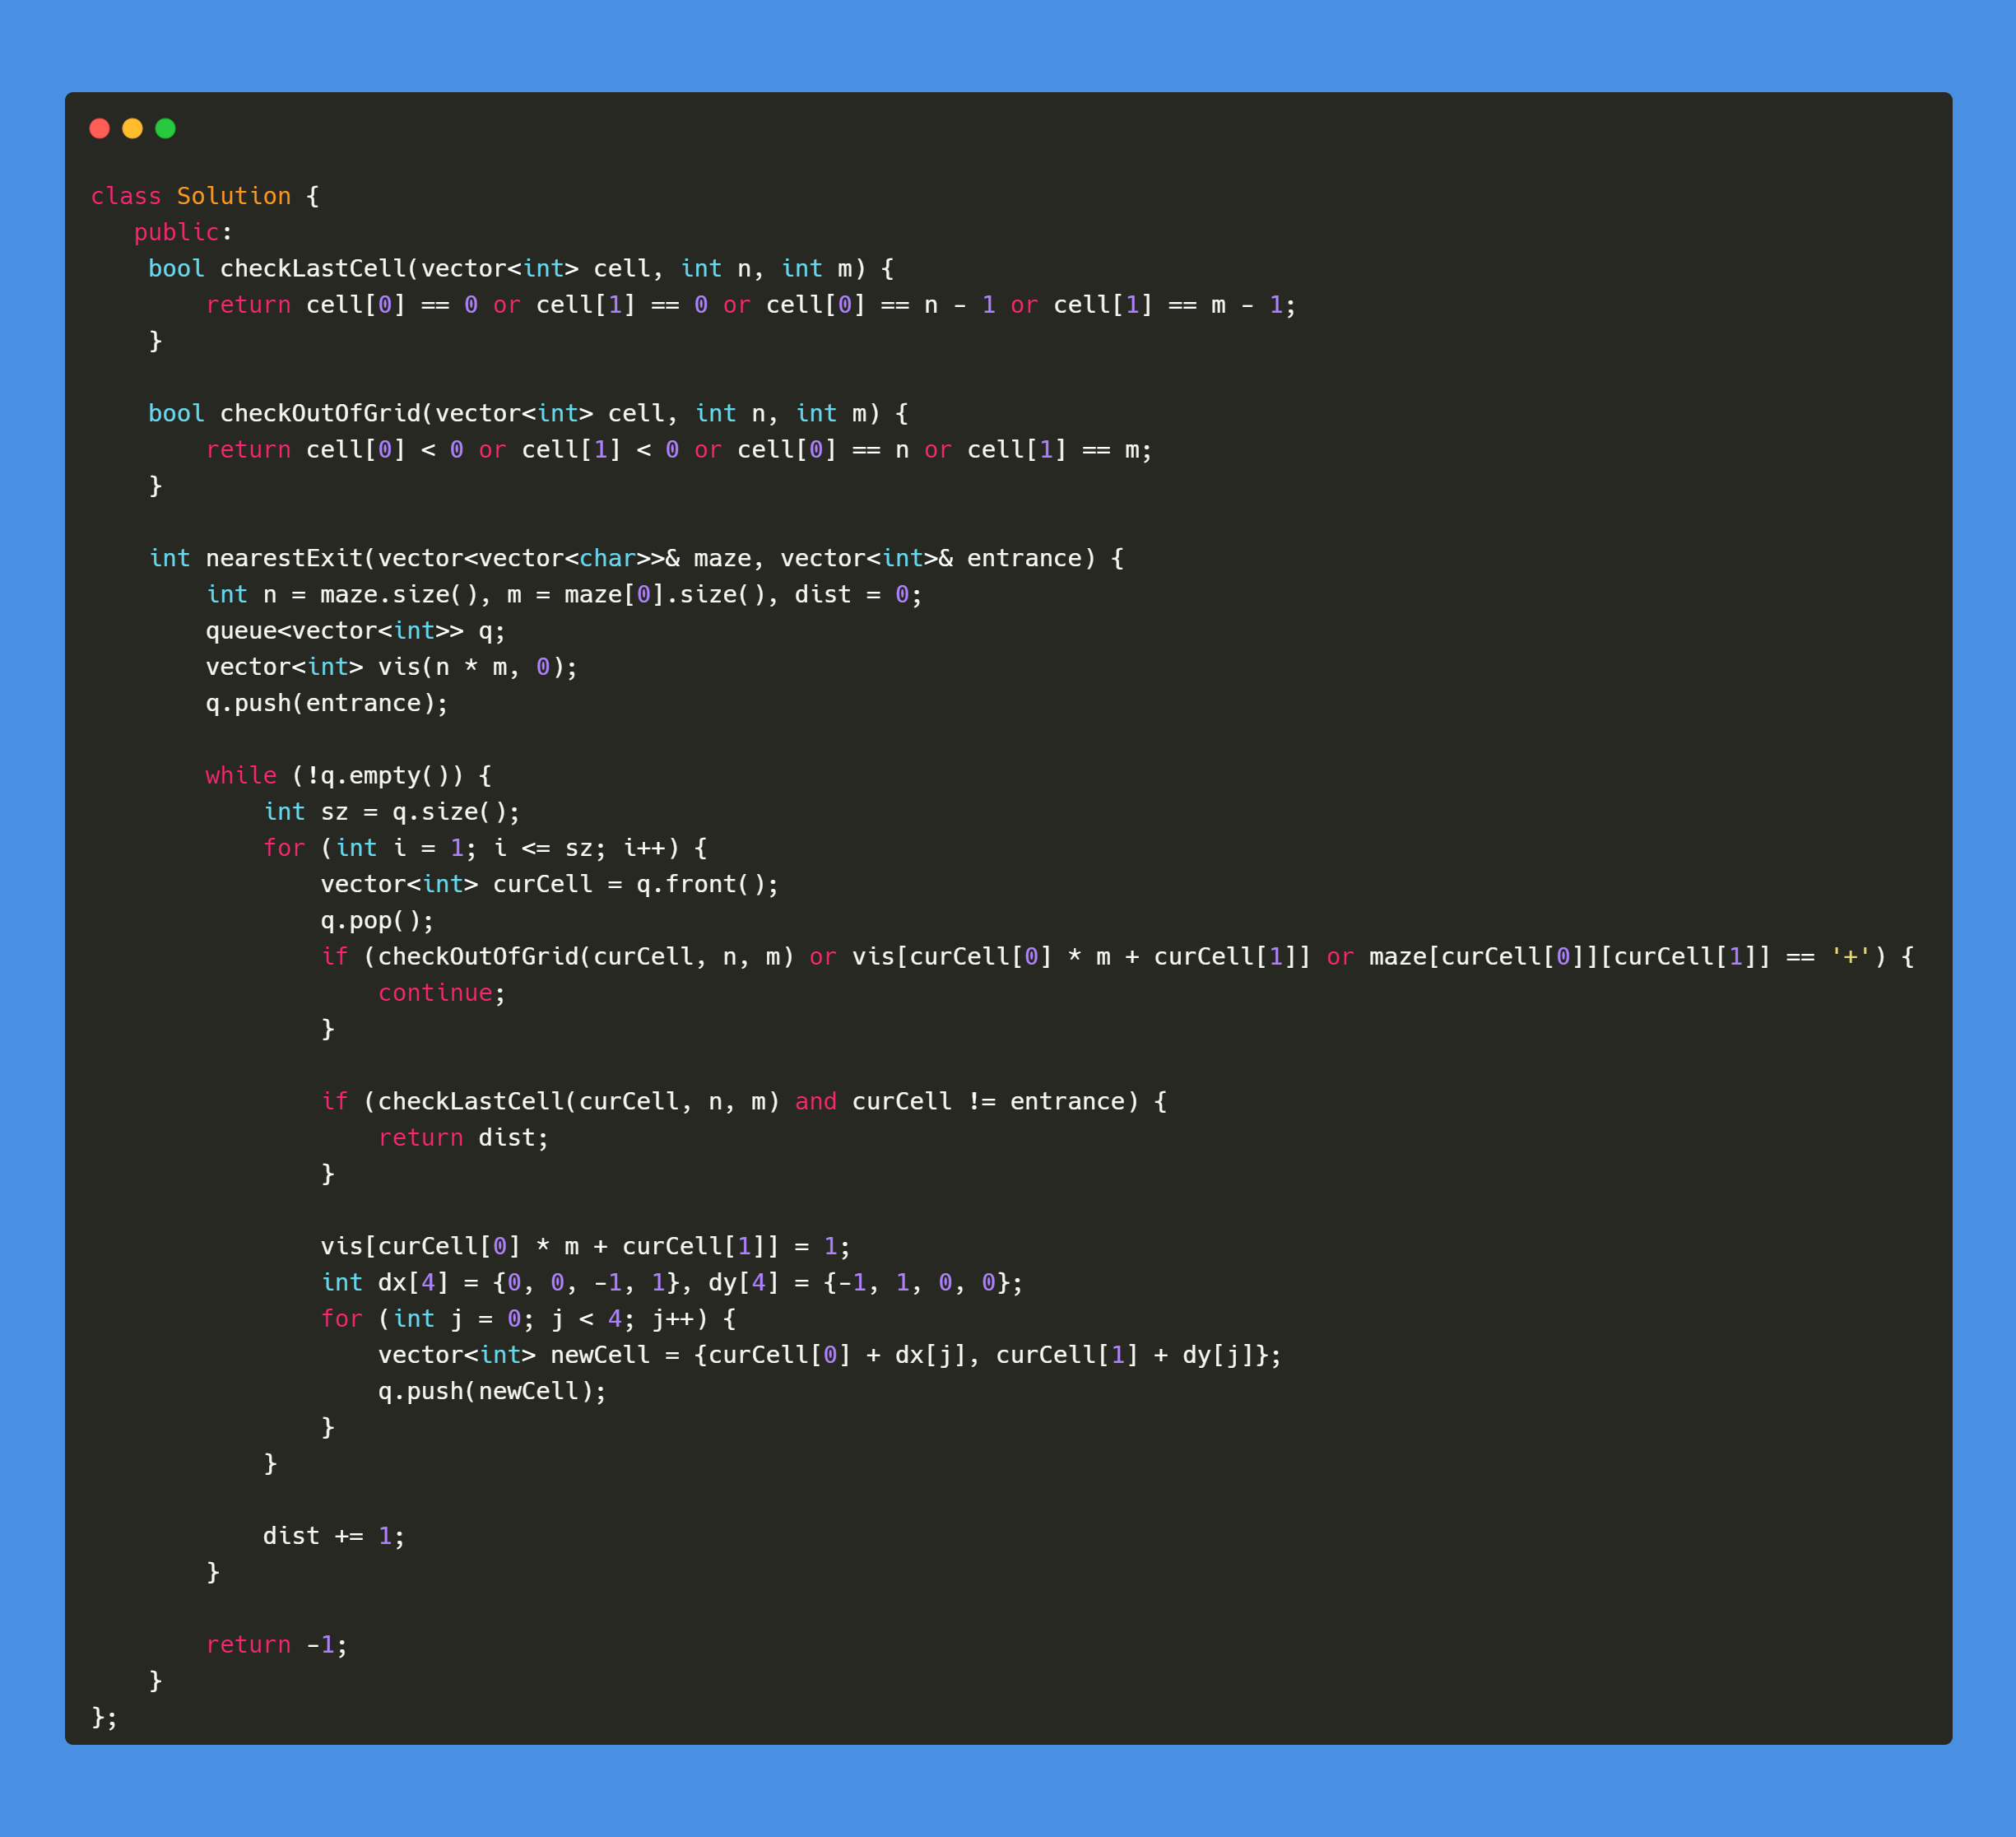 class Solution {
   public:
    bool checkLastCell(vector<int> cell, int n, int m) {
        return cell[0] == 0 or cell[1] == 0 or cell[0] == n - 1 or cell[1] == m - 1;
    }

    bool checkOutOfGrid(vector<int> cell, int n, int m) {
        return cell[0] < 0 or cell[1] < 0 or cell[0] == n or cell[1] == m;
    }

    int nearestExit(vector<vector<char>>& maze, vector<int>& entrance) {
        int n = maze.size(), m = maze[0].size(), dist = 0;
        queue<vector<int>> q;
        vector<int> vis(n * m, 0);
        q.push(entrance);

        while (!q.empty()) {
            int sz = q.size();
            for (int i = 1; i <= sz; i++) {
                vector<int> curCell = q.front();
                q.pop();
                if (checkOutOfGrid(curCell, n, m) or vis[curCell[0] * m + curCell[1]] or maze[curCell[0]][curCell[1]] == '+') {
                    continue;
                }

                if (checkLastCell(curCell, n, m) and curCell != entrance) {
                    return dist;
                }

                vis[curCell[0] * m + curCell[1]] = 1;
                int dx[4] = {0, 0, -1, 1}, dy[4] = {-1, 1, 0, 0};
                for (int j = 0; j < 4; j++) {
                    vector<int> newCell = {curCell[0] + dx[j], curCell[1] + dy[j]};
                    q.push(newCell);
                }
            }

            dist += 1;
        }

        return -1;
    }
};